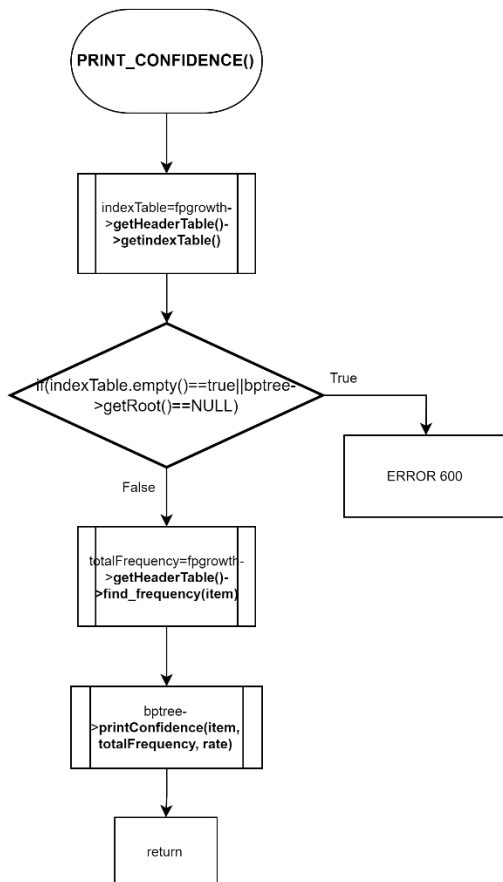 PRINT_CONFIDENCE()
indexTable=fpgrowth-
>getHeaderTable()-
>getindexTable()
if(indexTable.empty()==true||bptree-
>getRoot()==NULL)
True
ERROR 600
False
totalFrequency=fpgrowth-
>getHeaderTable()-
>find_frequency(item)
bptree-
>printConfidence(item,
totalFrequency, rate)
return